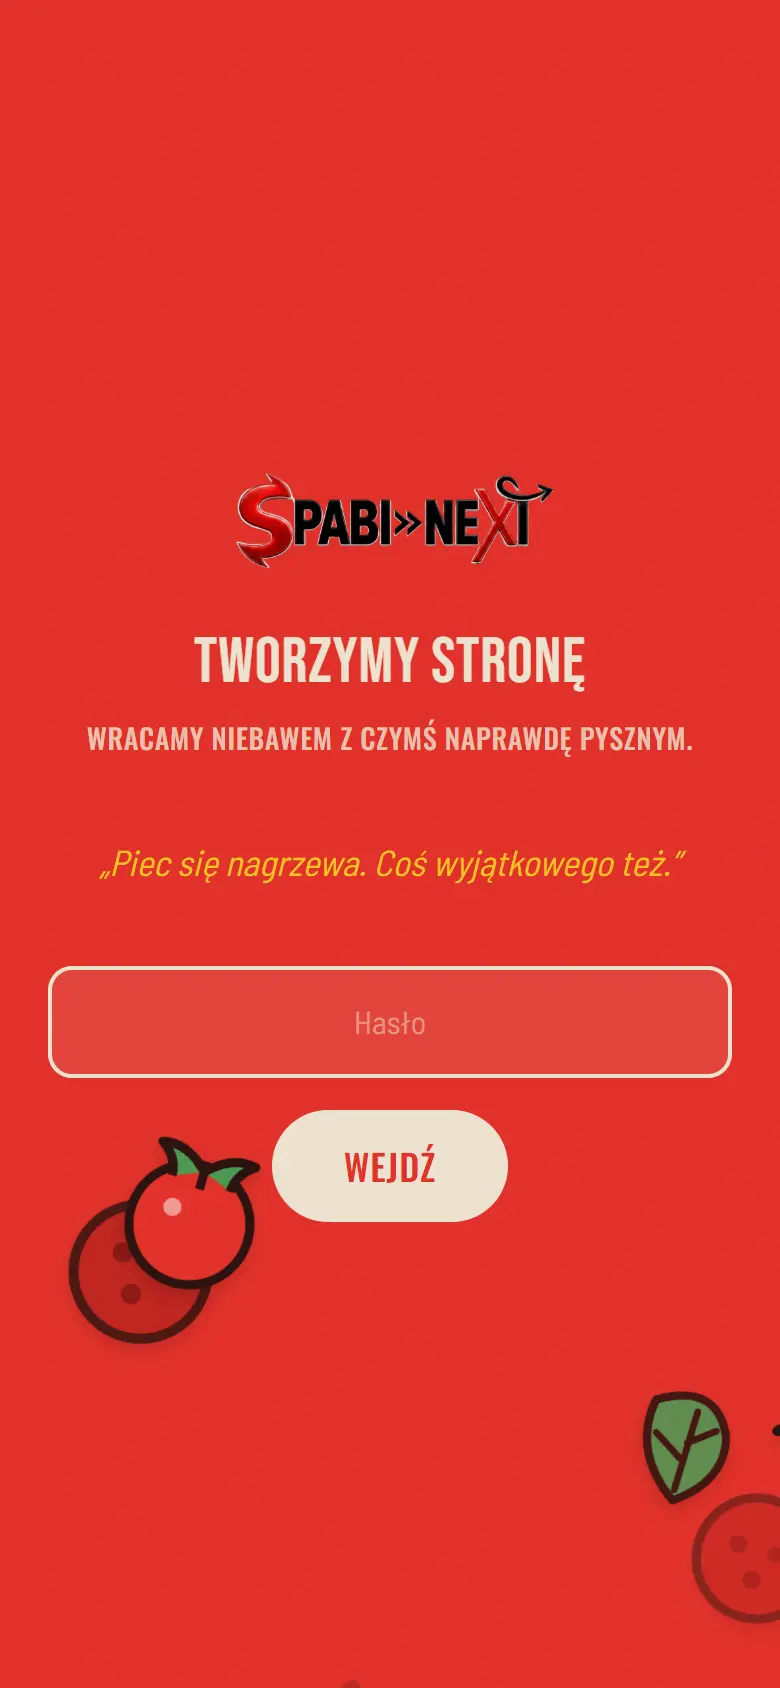 SPABI»NEXT
TWORZYMY STRONĘ
WRACAMY NIEBAWEM Z CZYMŚ NAPRAWDĘ PYSZNYM.
„Piec się nagrzewa. Coś wyjątkowego też.”
Hasło
WEJDŹ